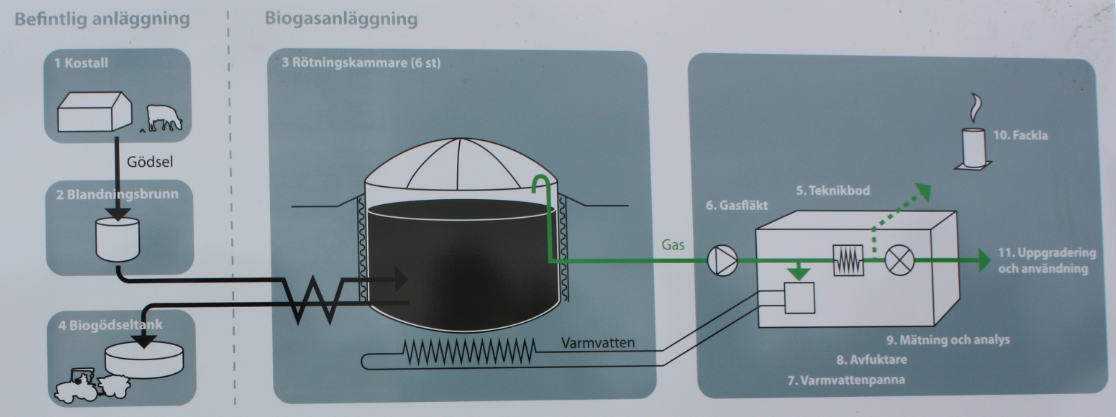 Befintlig anläggning
Biogasanläggning
1 Kostall
Gödsel
2 Blandningsbrunn
4 Biogödseltank
3 Rötningskammare (6 st)
Gas
Varmvatten
10. Fackla
5. Teknikbod
6. Gasfläkt
11. Uppgradering
och användning
9. Mätning och analys
8. Avfuktare
7. Varmvattenpanna